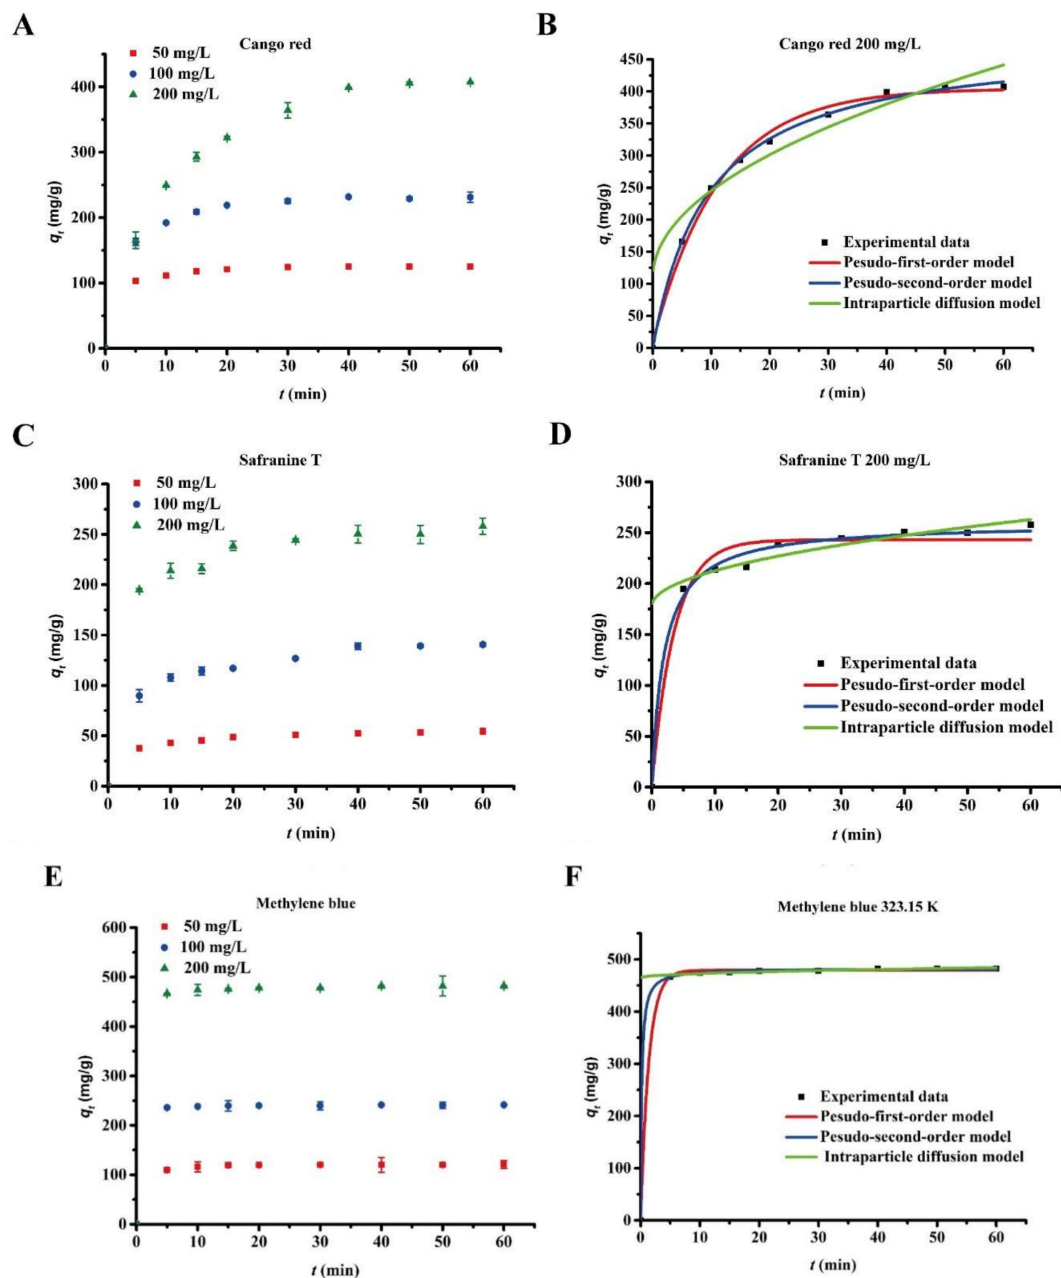 A
Cango red
50 mg/L
100 mg/L
200 mg/L
400
300
200
100
0
qt (mg/g)
0 10 20 30 40 50 60
t (min)
B
Cango red 200 mg/L
450
400
350
300
250
200
150
100
50
0
qt (mg/g)
Experimental data
Pesudo-first-order model
Pesudo-second-order model
Intraparticle diffusion model
0 10 20 30 40 50 60
t (min)
C
Safranine T
50 mg/L
100 mg/L
200 mg/L
300
250
200
150
100
50
0
qt (mg/g)
0 10 20 30 40 50 60
t (min)
D
Safranine T 200 mg/L
300
250
200
150
100
50
0
qt (mg/g)
Experimental data
Pesudo-first-order model
Pesudo-second-order model
Intraparticle diffusion model
0 10 20 30 40 50 60
t (min)
E
Methylene blue
50 mg/L
100 mg/L
200 mg/L
600
500
400
300
200
100
0
qt (mg/g)
0 10 20 30 40 50 60
t (min)
F
Methylene blue 323.15 K
500
400
300
200
100
0
qt (mg/g)
Experimental data
Pesudo-first-order model
Pesudo-second-order model
Intraparticle diffusion model
0 10 20 30 40 50 60
t (min)